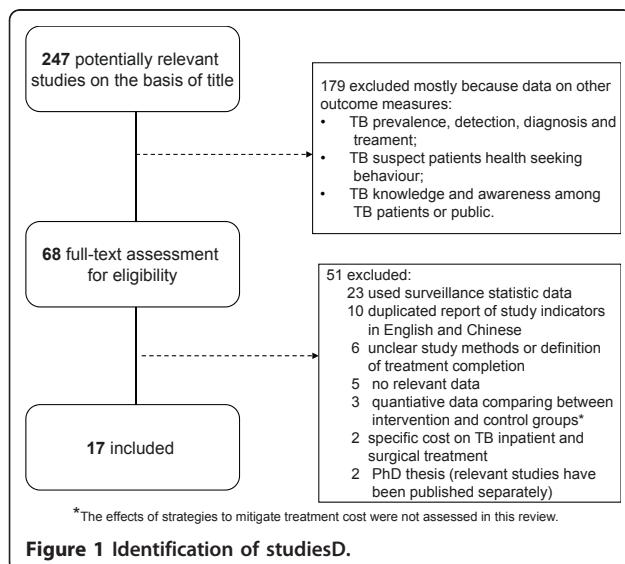 247 potentially relevant
studies on the basis of title
179 excluded mostly because data on other
outcome measures:
• TB prevalence, detection, diagnosis and
treament;
• TB suspect patients health seeking
behaviour;
• TB knowledge and awareness among
TB patients or public.
68 full-text assessment
for eligibility
51 excluded:
23 used surveillance statistic data
10 duplicated report of study indicators
in English and Chinese
6 unclear study methods or definition
of treatment completion
5 no relevant data
3 quantiative data comparing between
intervention and control groups*
2 specific cost on TB inpatient and
surgical treatment
2 PhD thesis (relevant studies have
been published separately)
17 included
*The effects of strategies to mitigate treatment cost were not assessed in this review.
Figure 1 Identification of studiesD.